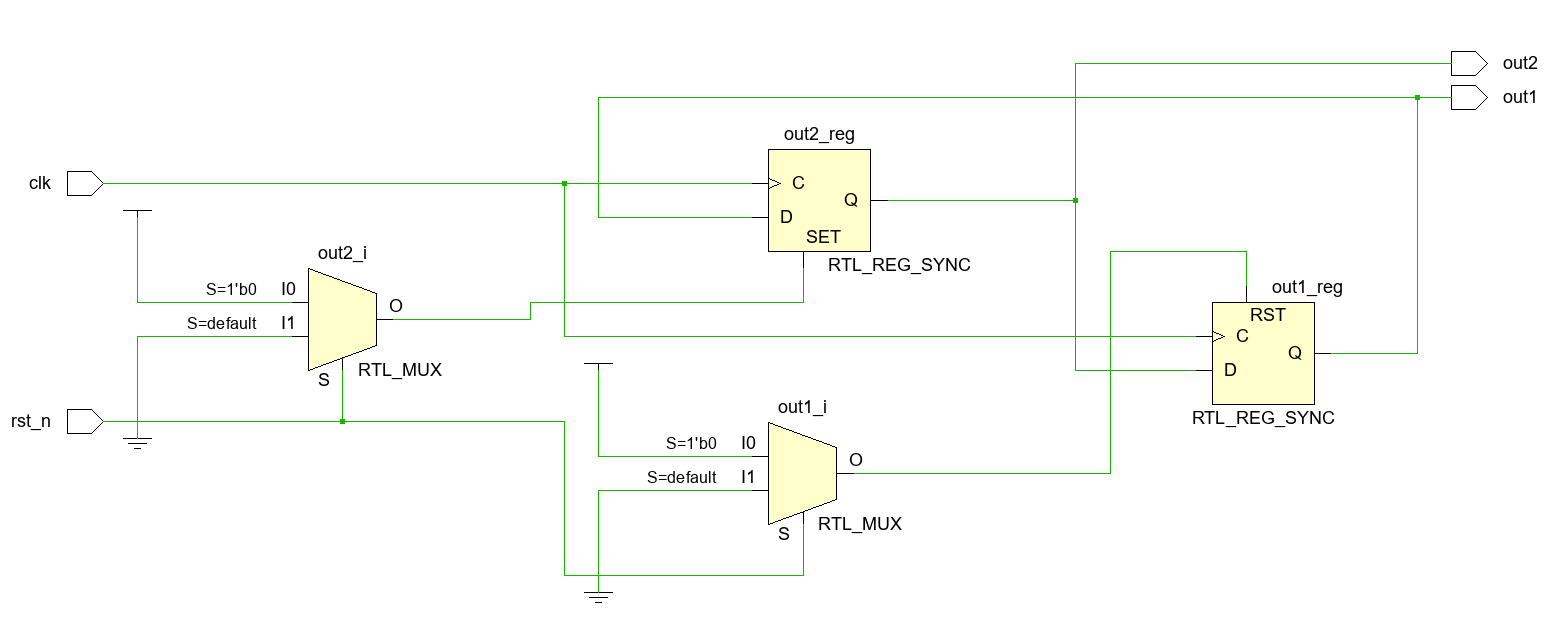 out2
out1
out2_reg
clk
C
Q
D
SET
RTL_REG_SYNC
out2_i
S=1'b0 I0
O
S=default I1
S
RTL_MUX
out1_reg
RST
C
Q
D
RTL_REG_SYNC
rst_n
out1_i
S=1'b0 I0
O
S=default I1
S
RTL_MUX